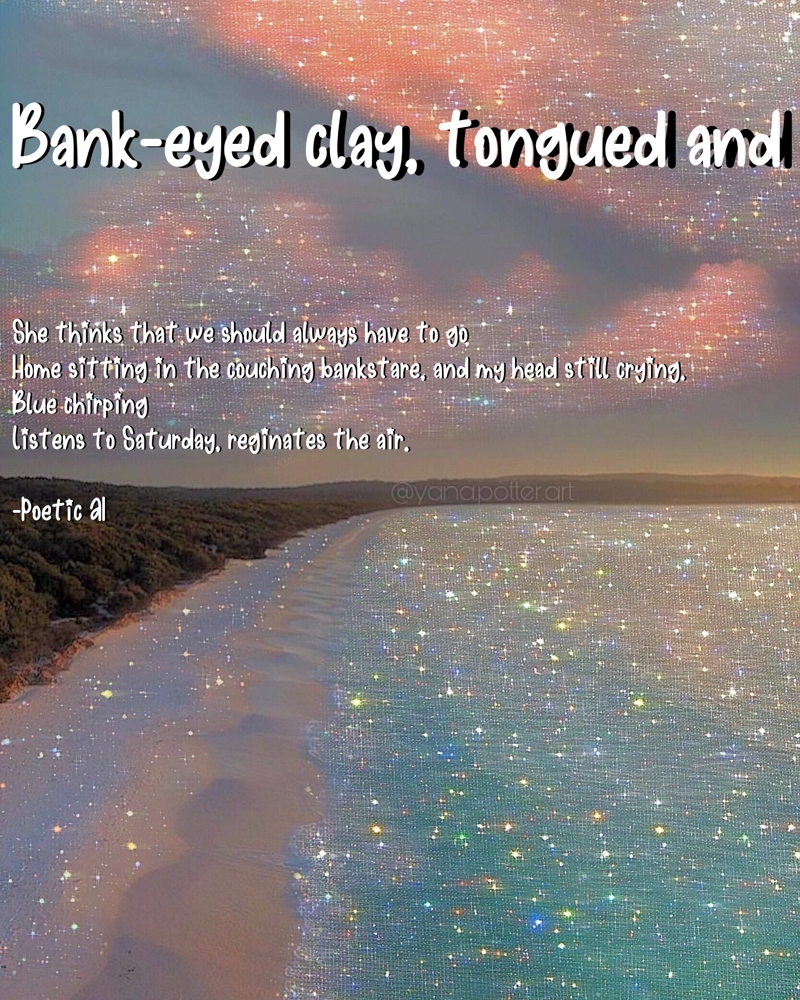 Bank-eyed clay, tongued and
She thinks that we should always have to go
Home sitting in the couching bankstare, and my head still crying.
Blue chirping
listens to Saturday, reginates the air.
@yanapotter.art
-Poetic AI